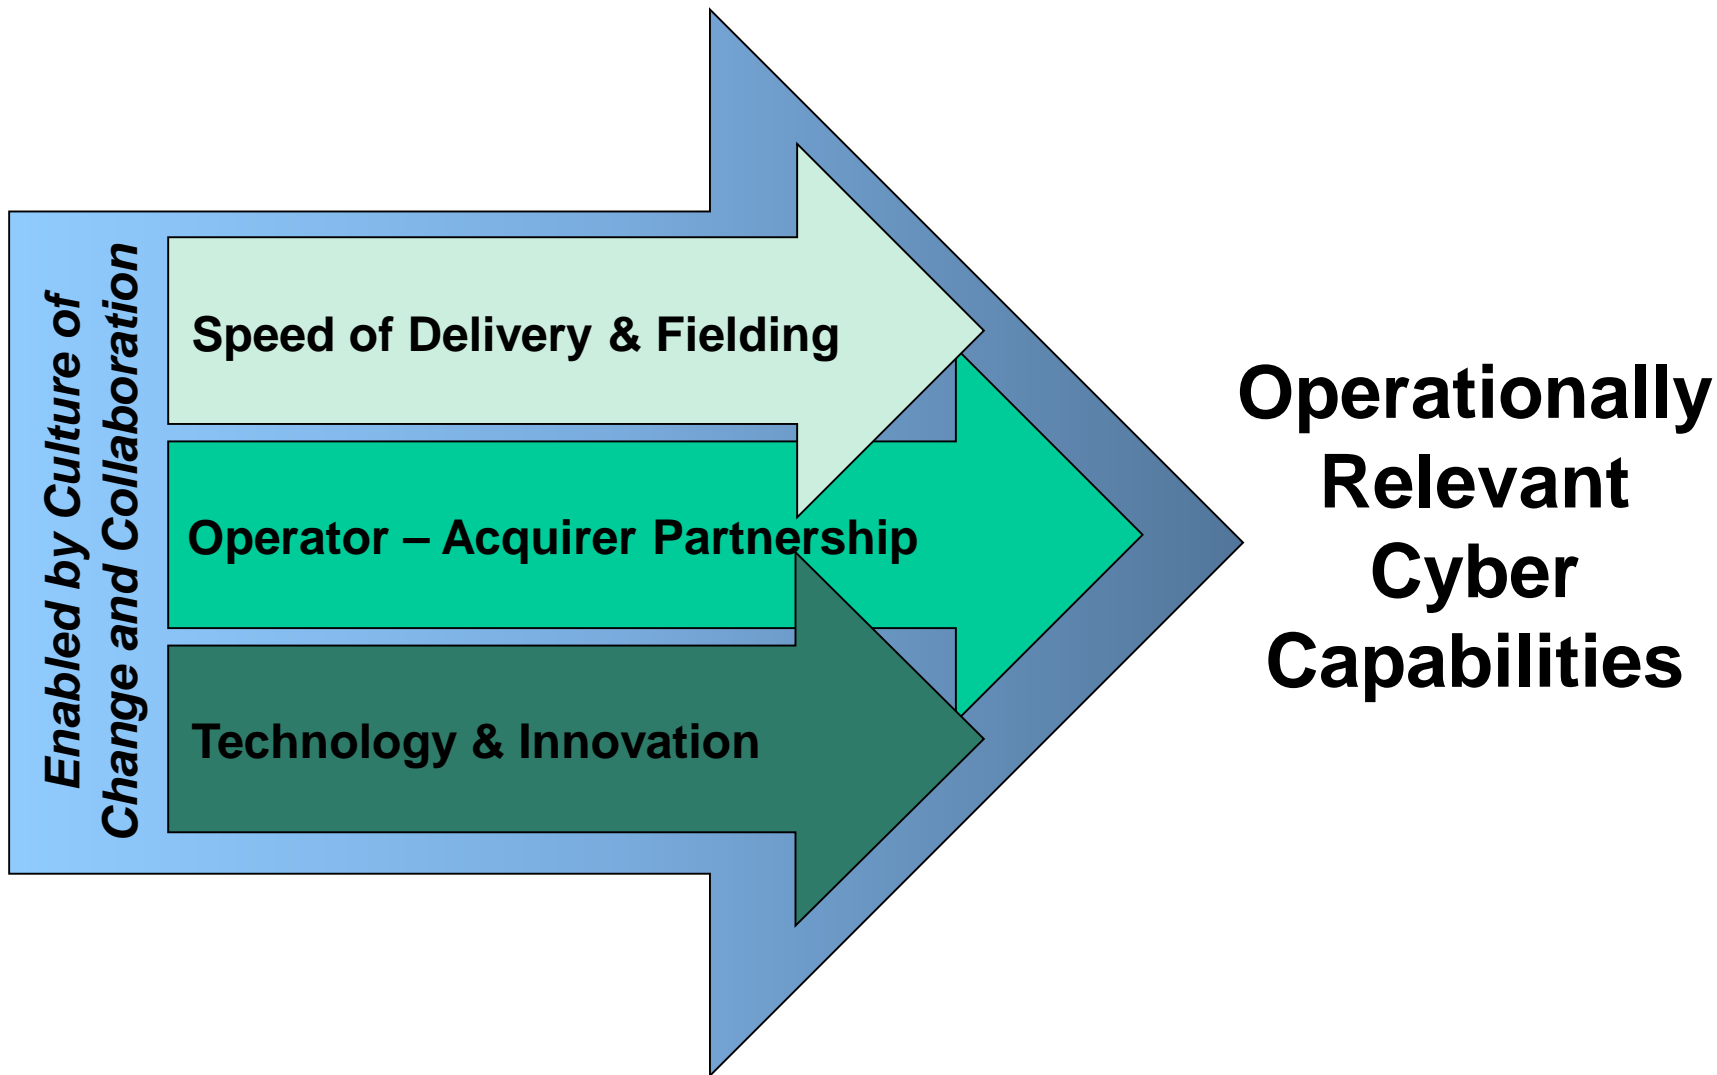 Enabled by Culture of
Change and Collaboration
Speed of Delivery & Fielding
Operator – Acquirer Partnership
Technology & Innovation
Operationally
Relevant
Cyber
Capabilities